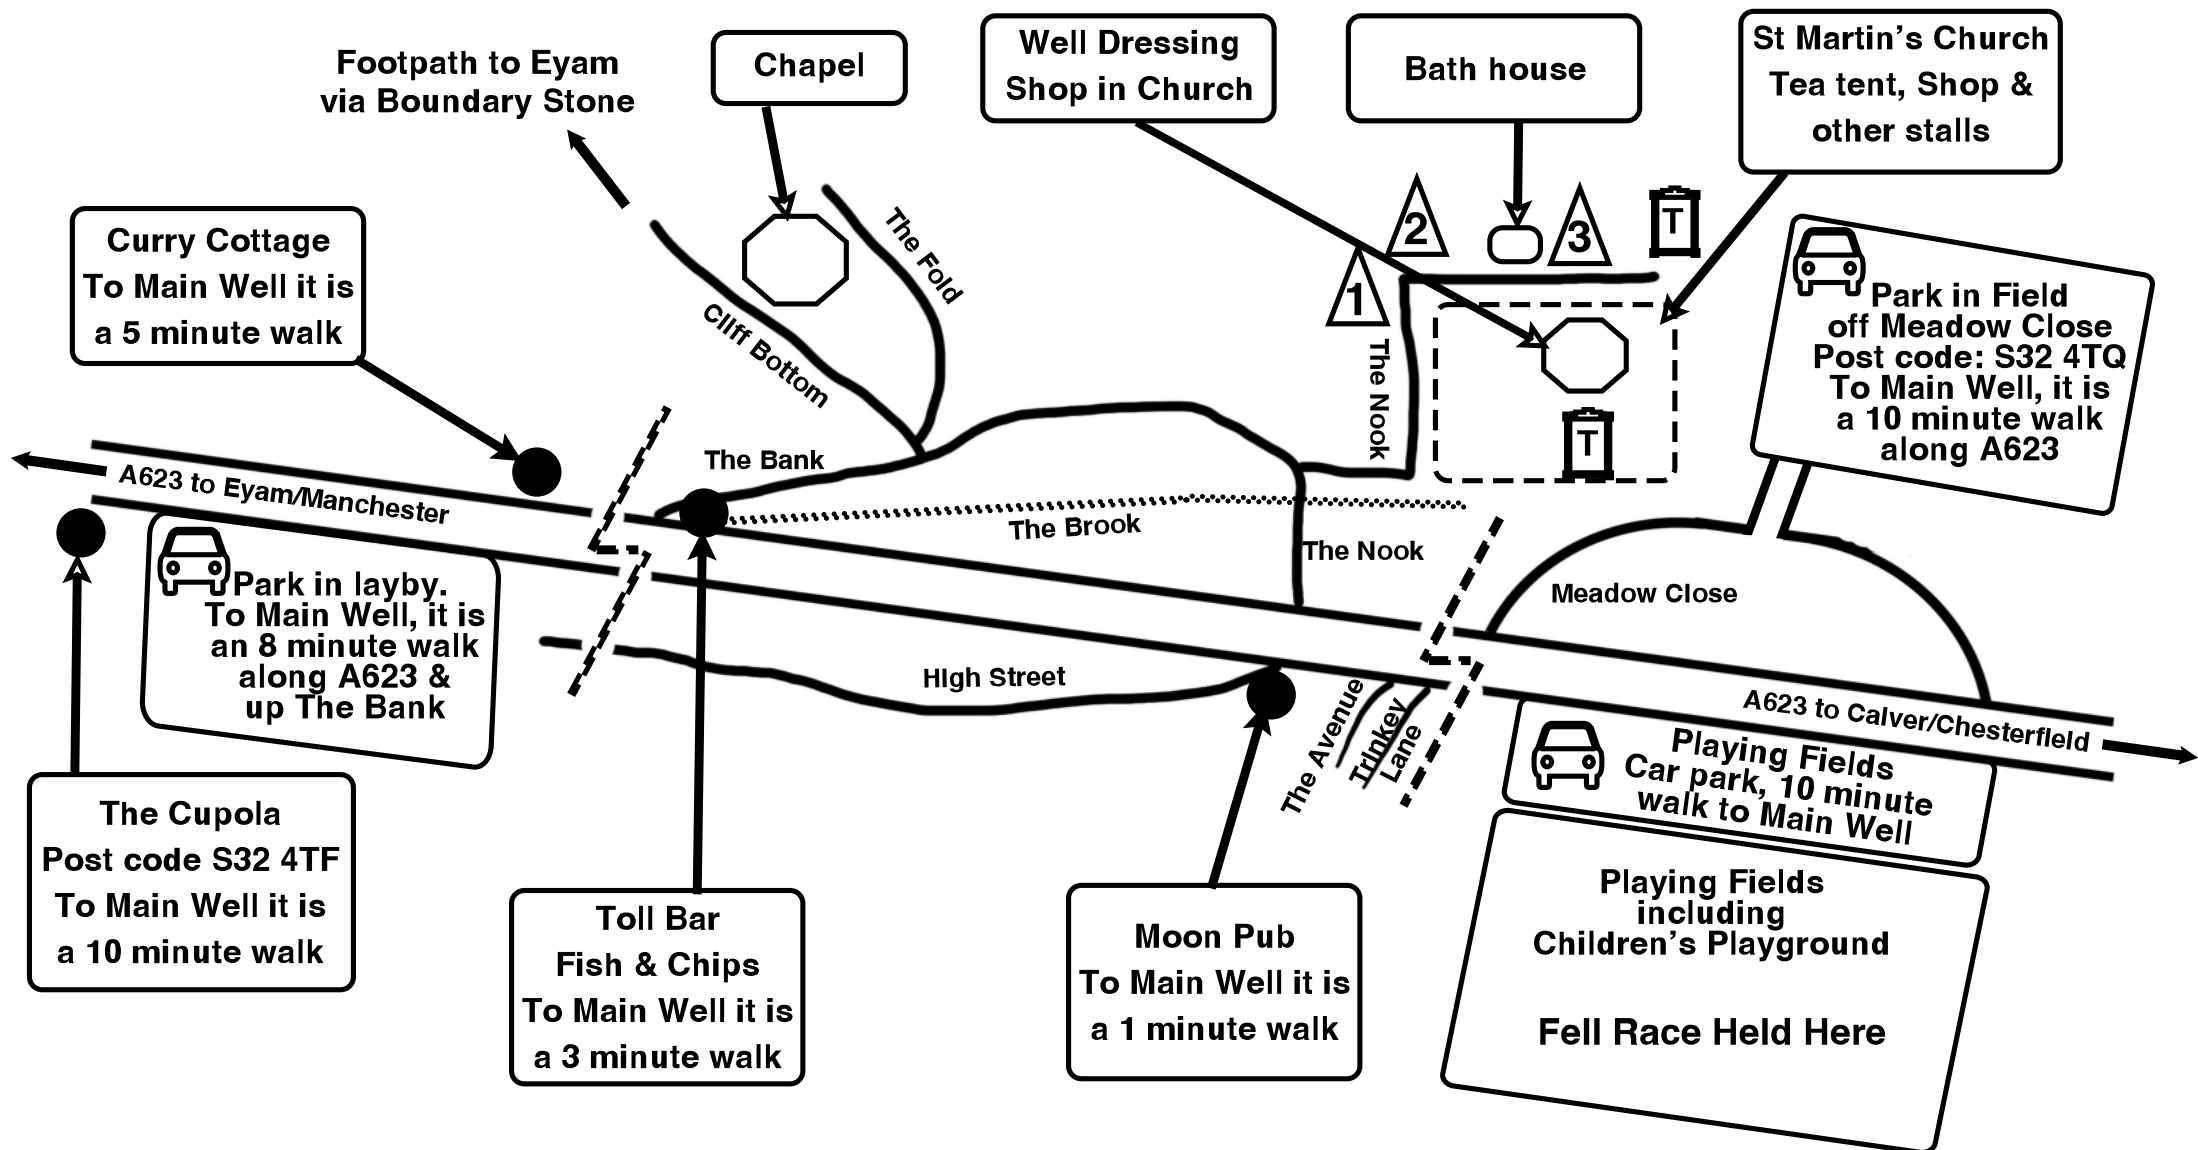 Footpath to Eyam
via Boundary Stone
Chapel
Well Dressing
Shop in Church
Bath house
St Martin's Church
Tea tent, Shop &
other stalls
Curry Cottage
To Main Well it is
a 5 minute walk
The Fold
Cliff Bottom
1
2
3
T
The Nook
T
Park in Field
off Meadow Close
Post code: S32 4TQ
To Main Well, it is
a 10 minute walk
along A623
The Bank
A623 to Eyam/Manchester
The Brook
The Nook
Meadow Close
Park in layby.
To Main Well, it is
an 8 minute walk
along A623 &
up The Bank
High Street
The Avenue
Trinkey
Lane
A623 to Calver/Chesterfield
Playing Fields
Car park, 10 minute
walk to Main Well
The Cupola
Post code S32 4TF
To Main Well it is
a 10 minute walk
Toll Bar
Fish & Chips
To Main Well it is
a 3 minute walk
Moon Pub
To Main Well it is
a 1 minute walk
Playing Fields
including
Children's Playground
Fell Race Held Here